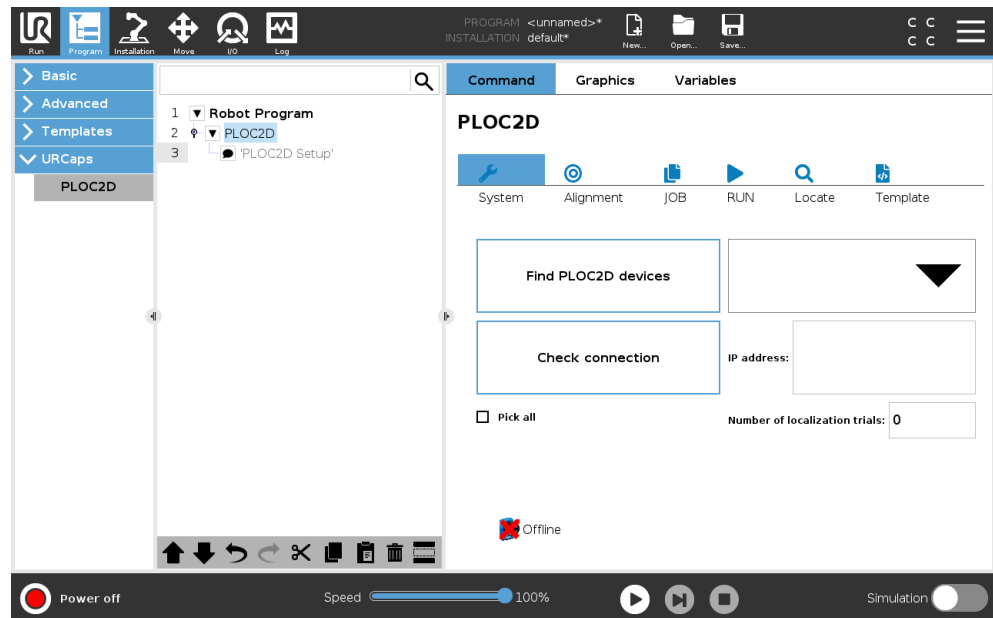 UR
PROGRAM <unnamed>*
INSTALLATION default*
Run Program Installation Move I/O Log New... Open... Save...
C C
C C
Basic
Advanced
Templates
URCaps
PLOC2D
1 Robot Program
2 PLOC2D
3 'PLOC2D Setup'
Command Graphics Variables
PLOC2D
System Alignment JOB RUN Locate Template
Find PLOC2D devices
Check connection IP address:
Pick all Number of localization trials: 0
Offline
Power off Speed 100% Simulation